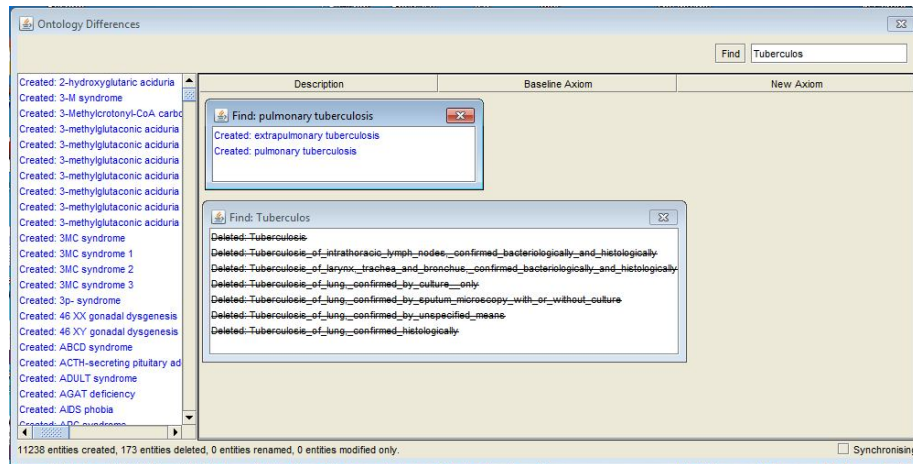 Ontology Differences
Find Tuberculos
Created: 2-hydroxyglutaric aciduria
Created: 3-M syndrome
Created: 3-Methylcrotonyl-CoA carbo
Created: 3-methylglutaconic aciduria
Created: 3-methylglutaconic aciduria
Created: 3-methylglutaconic aciduria
Created: 3-methylglutaconic aciduria
Created: 3-methylglutaconic aciduria
Created: 3-methylglutaconic aciduria
Created: 3-methylglutaconic aciduria
Created: 3MC syndrome
Created: 3MC syndrome 1
Created: 3MC syndrome 2
Created: 3MC syndrome 3
Created: 3p- syndrome
Created: 46 XX gonadal dysgenesis
Created: 46 XY gonadal dysgenesis
Created: ABCD syndrome
Created: ACTH-secreting pituitary ad
Created: ADULT syndrome
Created: AGAT deficiency
Created: AIDS phobia
Description Baseline Axiom New Axiom
Find: pulmonary tuberculosis
Created: extrapulmonary tuberculosis
Created: pulmonary tuberculosis
Find: Tuberculos
Deleted: Tuberculosis
Deleted: Tuberculosis_of_intrathoracic_lymph_nodes,_confirmed_bacteriologically_and_histologically
Deleted: Tuberculosis_of_larynx,_trachea_and_bronchus,_confirmed_bacteriologically_and_histologically
Deleted: Tuberculosis_of_lung,_confirmed_by_culture__only
Deleted: Tuberculosis_of_lung,_confirmed_by_sputum_microscopy_with_or_without_culture
Deleted: Tuberculosis_of_lung,_confirmed_by_unspecified_means
Deleted: Tuberculosis_of_lung,_confirmed_histologically
11238 entities created, 173 entities deleted, 0 entities renamed, 0 entities modified only.
Synchronising